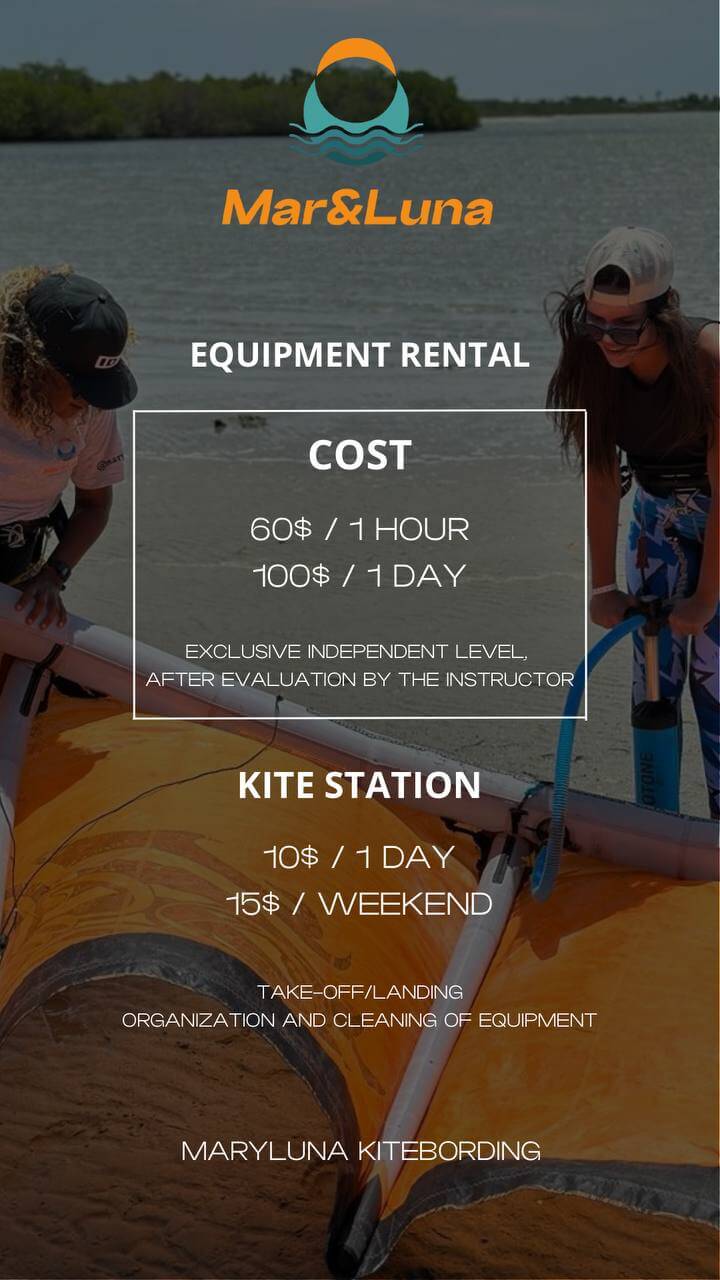 Mar&Luna
EQUIPMENT RENTAL
COST
60$ / 1 HOUR
100$ / 1 DAY
EXCLUSIVE INDEPENDENT LEVEL,
AFTER EVALUATION BY THE INSTRUCTOR
KITE STATION
10$ / 1 DAY
15$ / WEEKEND
TAKE-OFF/LANDING
ORGANIZATION AND CLEANING OF EQUIPMENT
MARYLUNA KITEBORDING